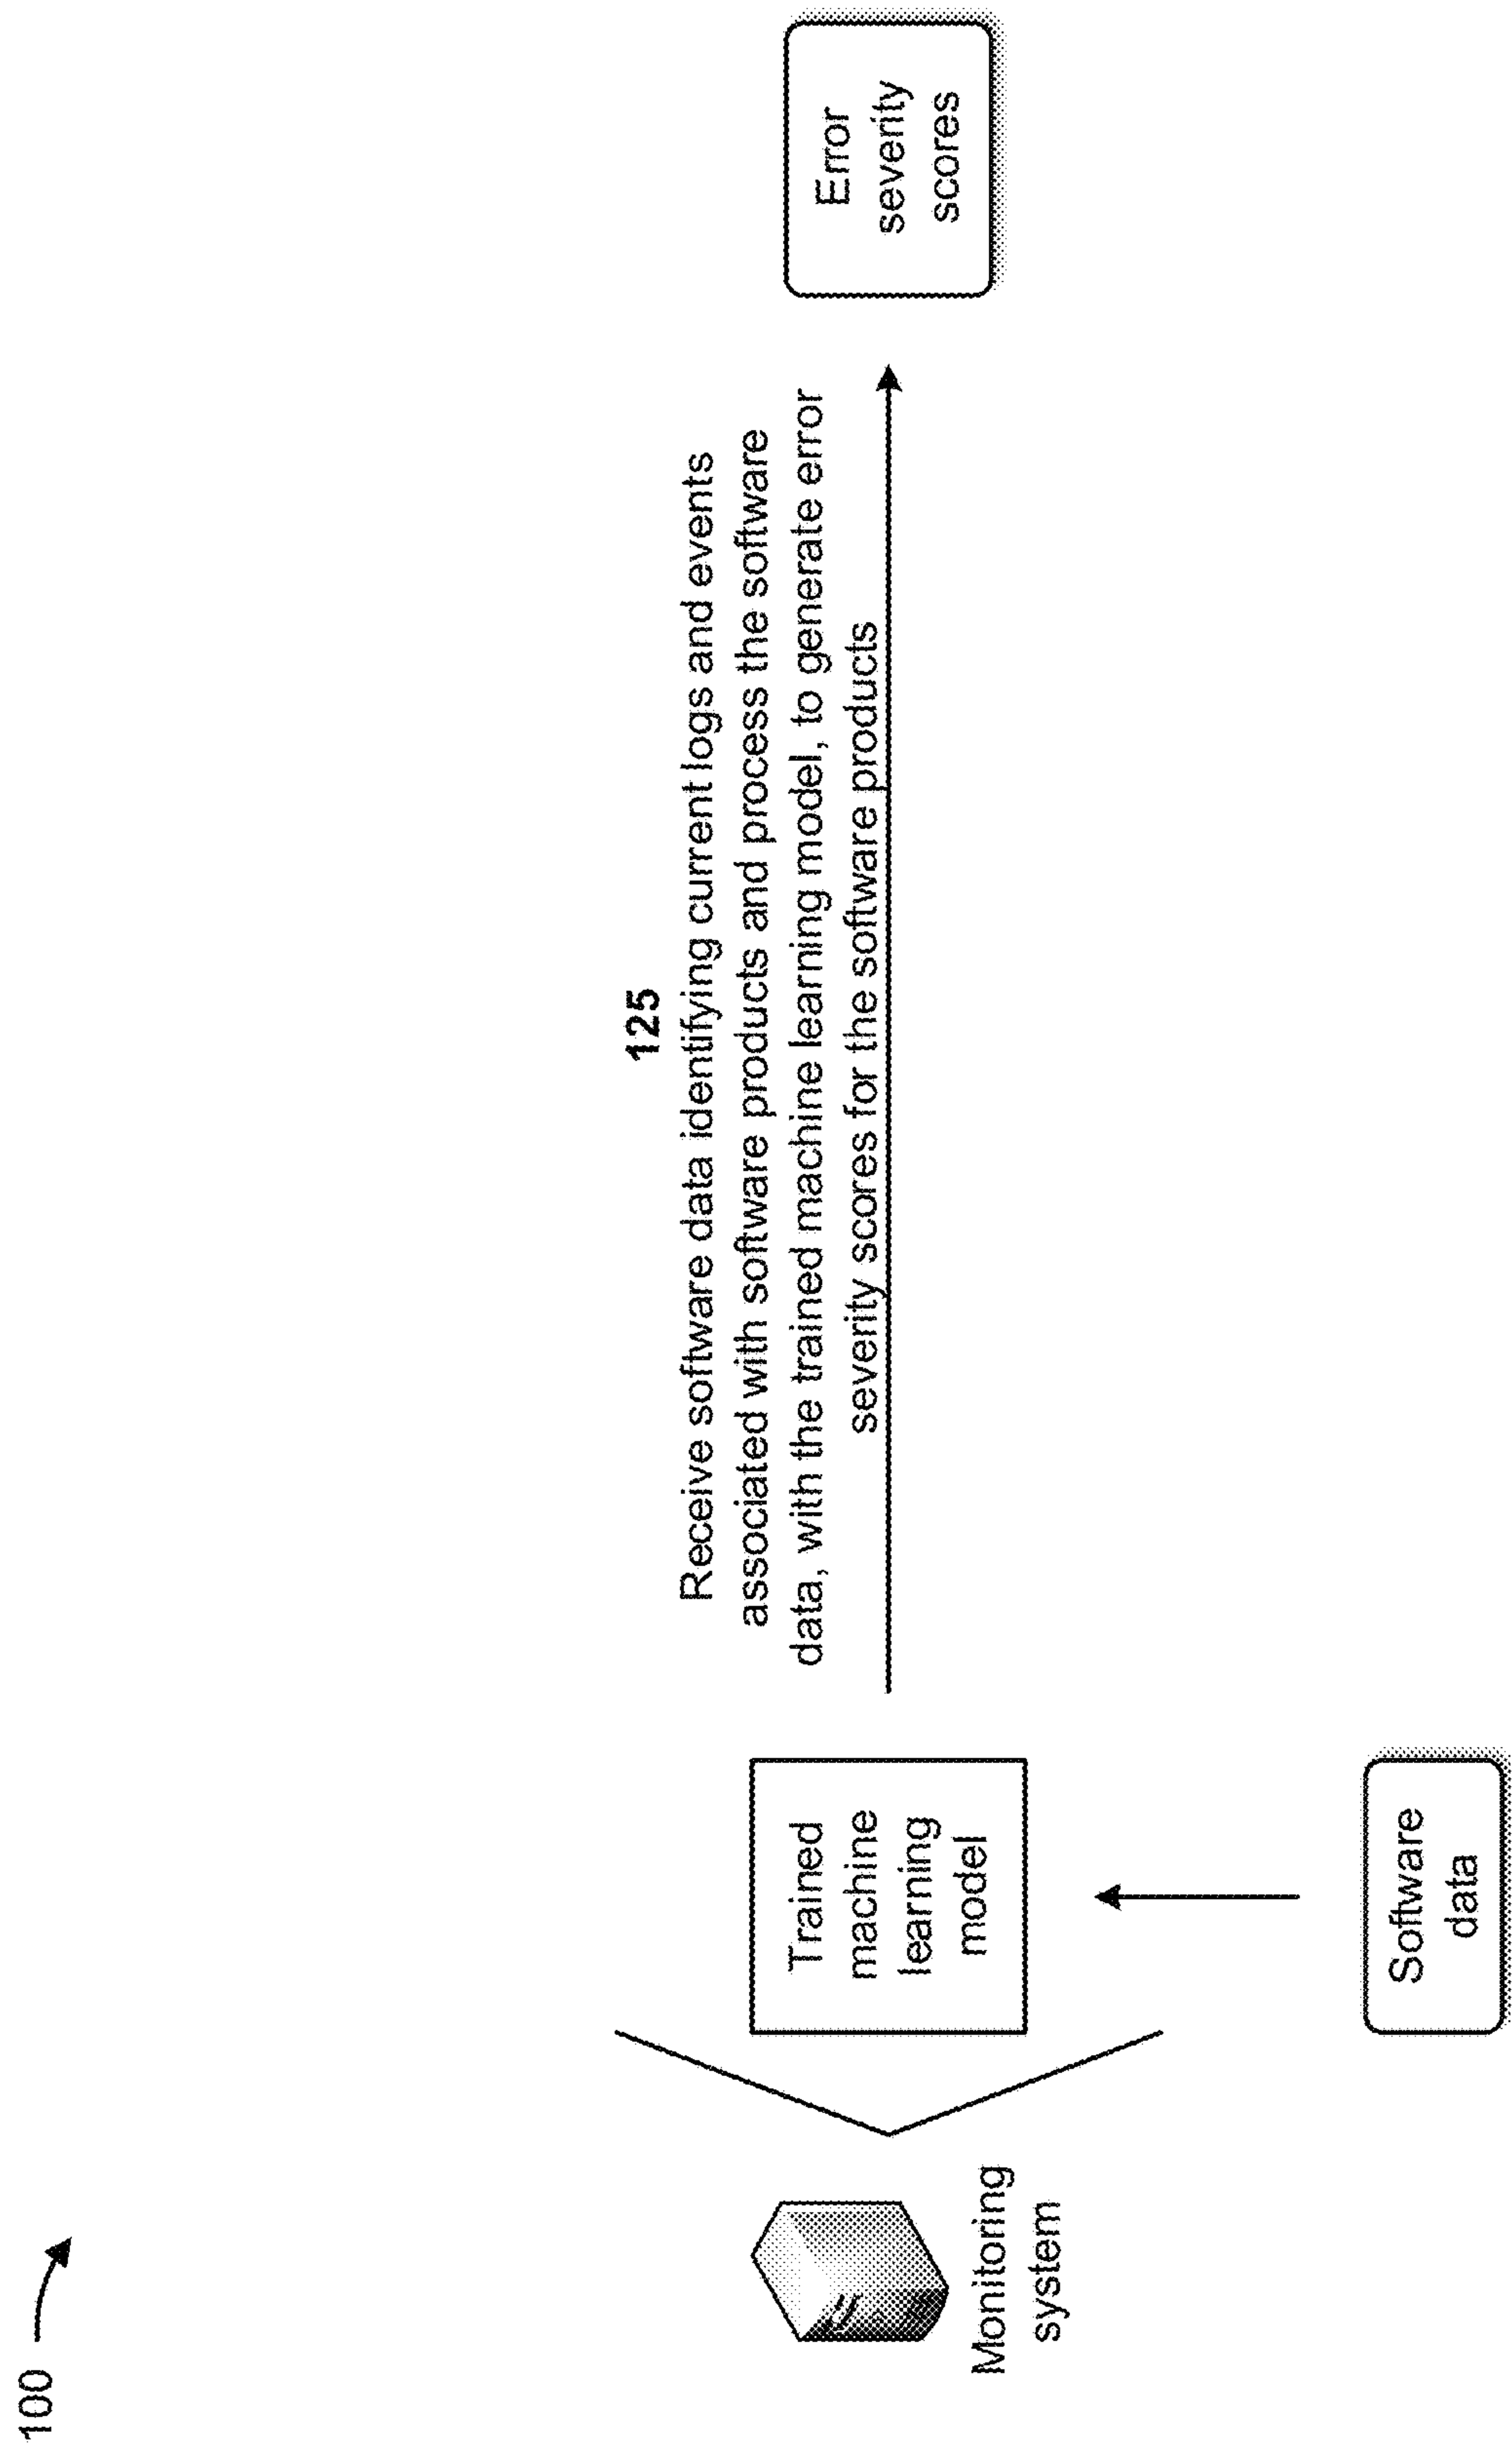 100
125
Receive software data identifying current logs and events
associated with software products and process the software
data, with the trained machine learning model, to generate error
severity scores for the software products
Monitoring
system
Trained
machine
learning
model
Software
data
Error
severity
scores